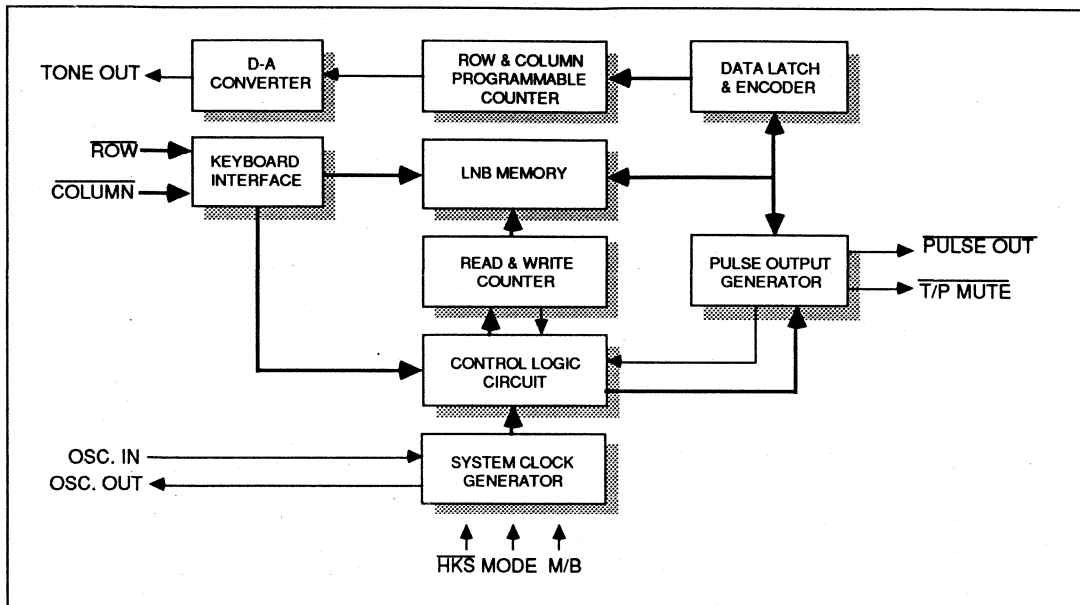 TONE OUT
D-A
CONVERTER
ROW & COLUMN
PROGRAMMABLE
COUNTER
DATA LATCH
& ENCODER
ROW
COLUMN
KEYBOARD
INTERFACE
LNB MEMORY
READ & WRITE
COUNTER
PULSE OUTPUT
GENERATOR
PULSE OUT
T/P MUTE
CONTROL LOGIC
CIRCUIT
OSC. IN
OSC. OUT
SYSTEM CLOCK
GENERATOR
HKS MODE M/B